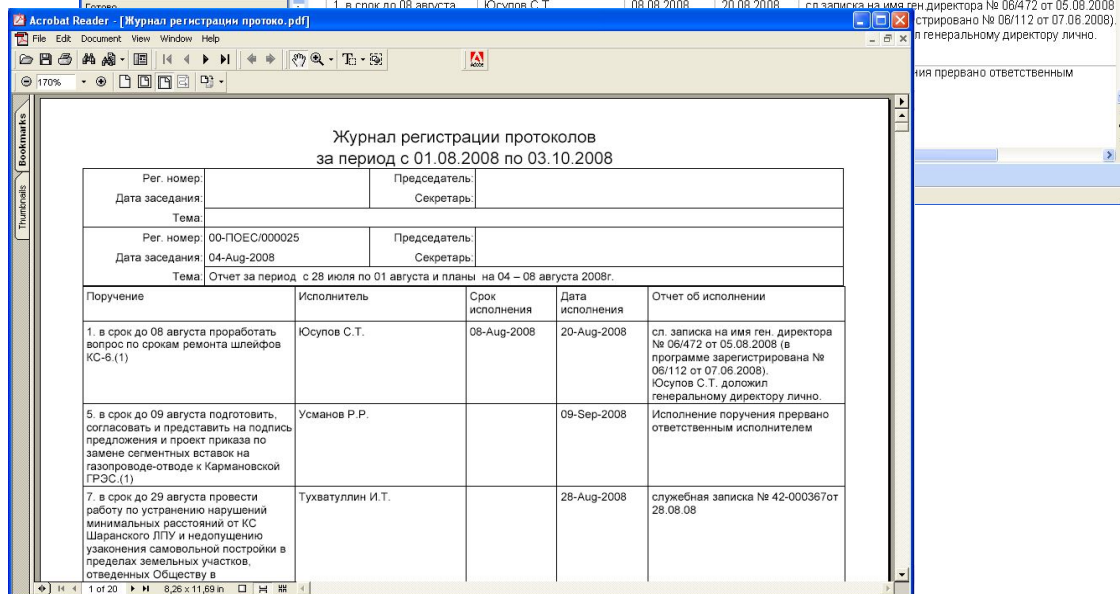 Готово
1. в срок до 08 августа Юсупов С.Т. 08.08.2008 20.08.2008 сл.записка на имя ген.директора № 06/472 от 05.08.2008
стрировано № 06/112 от 07.06.2008).
л генеральному директору лично.
ния прервано ответственным
Acrobat Reader - [Журнал регистрации протоко.pdf]
File Edit Document View Window Help
Adobe
170%
Bookmarks
Thumbnails
Журнал регистрации протоколов
за период с 01.08.2008 по 03.10.2008
Рег. номер: Председатель:
Дата заседания: Секретарь:
Тема:
Рег. номер: 00-ПОЕС/000025 Председатель:
Дата заседания: 04-Aug-2008 Секретарь:
Тема: Отчет за период с 28 июля по 01 августа и планы на 04 – 08 августа 2008г.
Поручение Исполнитель Срок исполнения Дата исполнения Отчет об исполнении
1. в срок до 08 августа проработать
вопрос по срокам ремонта шлейфов
КС-6.(1)
Юсупов С.Т.
08-Aug-2008
20-Aug-2008
сл. записка на имя ген. директора
№ 06/472 от 05.08.2008 (в
программе зарегистрирована №
06/112 от 07.06.2008).
Юсупов С.Т. доложил
генеральному директору лично.
5. в срок до 09 августа подготовить,
согласовать и представить на подпись
предложения и проект приказа по
замене сегментных вставок на
газопроводе-отводе к Кармановской
ГРЭС.(1)
Усманов Р.Р.
09-Sep-2008
Исполнение поручения прервано
ответственным исполнителем
7. в срок до 29 августа провести
работу по устранению нарушений
минимальных расстояний от КС
Шаранского ЛПУ и недопущению
узаконения самовольной постройки в
пределах земельных участков,
отведенных Обществу в
Тухватуллин И.Т.
28-Aug-2008
служебная записка № 42-000367от
28.08.08
1 of 20 8,26 x 11,69 in